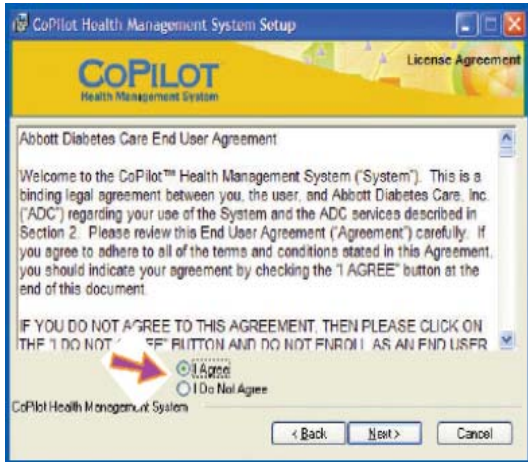 CoPilot Health Management System Setup
COPILOT
Health Management System
License Agreement
Abbott Diabetes Care End User Agreement
Welcome to the CoPilot™ Health Management System ("System"). This is a
binding legal agreement between you, the user, and Abbott Diabetes Care, Inc.
("ADC") regarding your use of the System and the ADC services described in
Section 2. Please review this End User Agreement ("Agreement") carefully. If
you agree to adhere to all of the terms and conditions stated in this Agreement,
you should indicate your agreement by checking the "I AGREE" button at the
end of this document.
IF YOU DO NOT AGREE TO THIS AGREEMENT, THEN PLEASE CLICK ON
THE "I DO NOT AGREE" BUTTON AND DO NOT ENROLL AS AN END USER
I Agree
I Do Not Agree
CoPilot Health Management System
< Back
Next >
Cancel